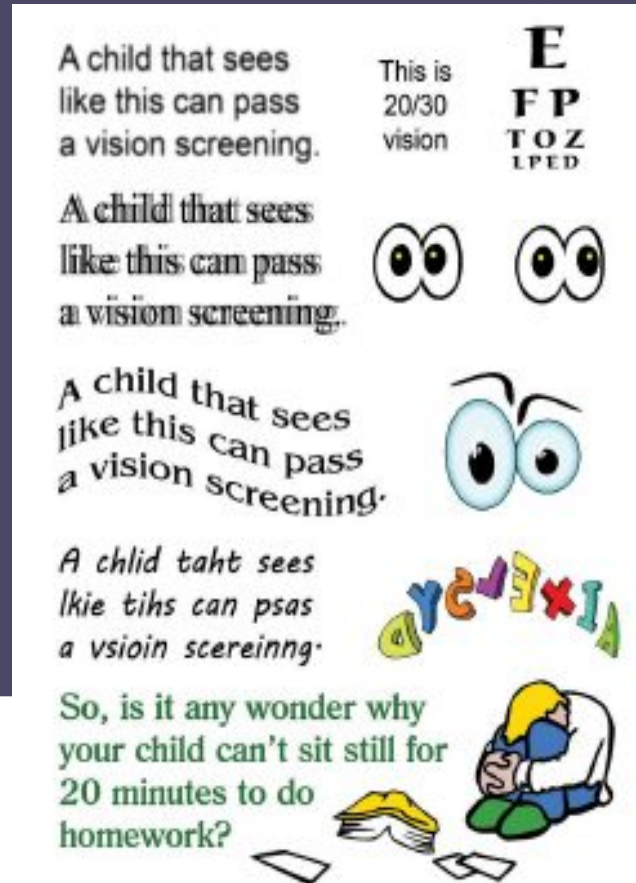 A child that sees
like this can pass
a vision screening.
This is
20/30
vision
E
F P
T O Z
L P E D
A child that sees
like this can pass
a vision screening.
A child that sees
like this can pass
a vision screening.
A chlid taht sees
lkie tihs can psas
a vsioin scereinng.
DYSLEXIA
So, is it any wonder why
your child can't sit still for
20 minutes to do
homework?